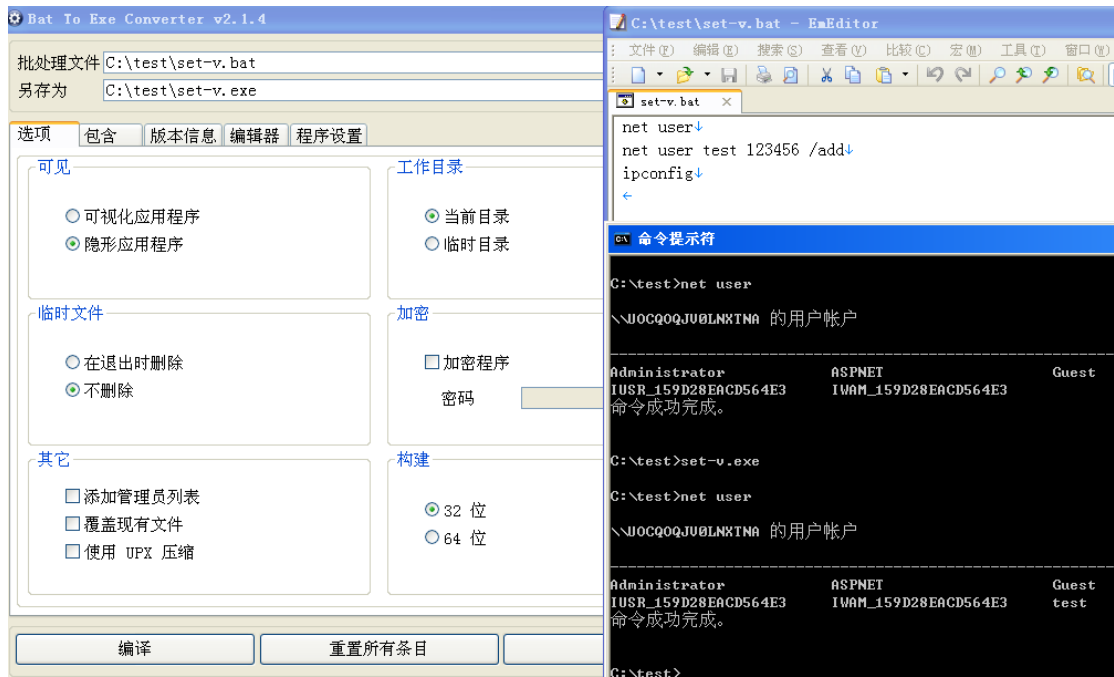 Bat To Exe Converter v2.1.4
批处理文件 C:\test\set-v.bat
另存为 C:\test\set-v.exe
选项 包含 版本信息 编辑器 程序设置
可见
可视化应用程序
隐形应用程序
工作目录
当前目录
临时目录
临时文件
在退出时删除
不删除
加密
加密程序
密码
其它
添加管理员列表
覆盖现有文件
使用 UPX 压缩
构建
32 位
64 位
编译 重置所有条目
C:\test\set-v.bat - EmEditor
文件(F) 编辑(E) 搜索(S) 查看(V) 比较(C) 宏(M) 工具(T) 窗口(W)
set-v.bat
net user
net user test 123456 /add
ipconfig
命令提示符
C:\test>net user
的用户帐户
Administrator ASPNET Guest
IUSR_159D28EACD564E3 IWAM_159D28EACD564E3
命令成功完成。
C:\test>set-v.exe
C:\test>net user
的用户帐户
Administrator ASPNET Guest
IUSR_159D28EACD564E3 IWAM_159D28EACD564E3 test
命令成功完成。
C:\test>